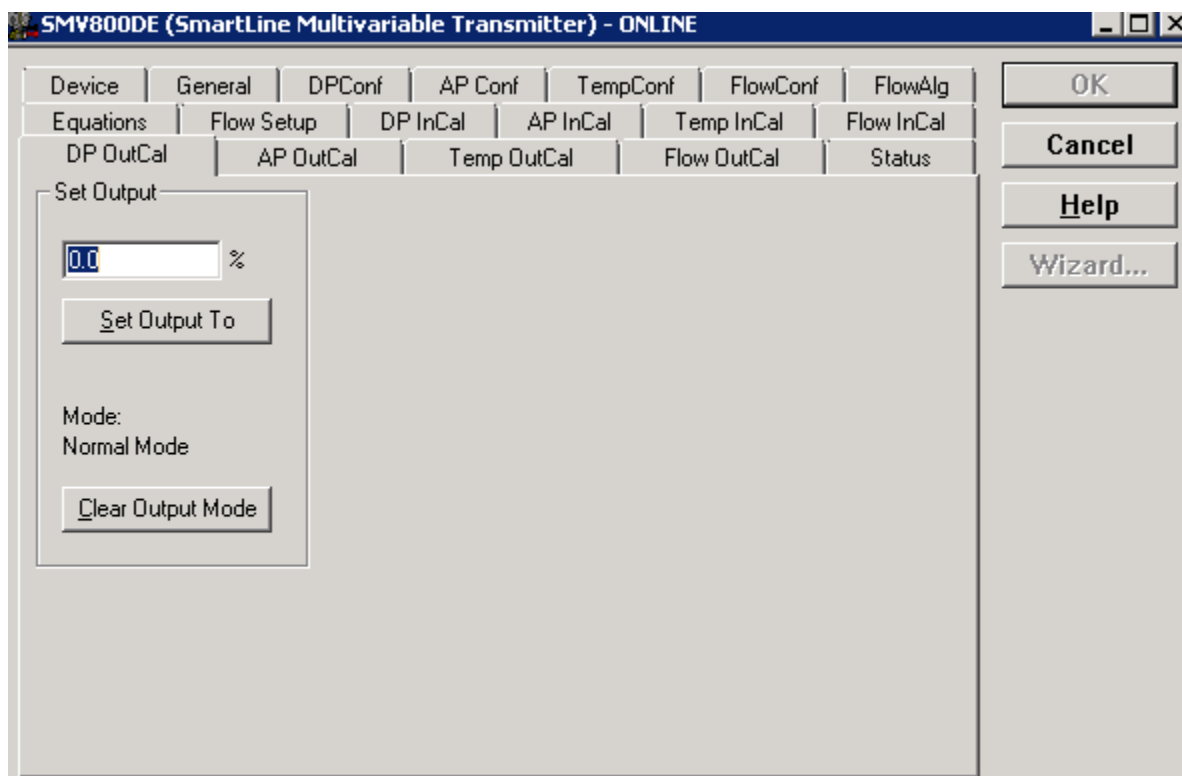 SMV800DE (SmartLine Multivariable Transmitter) - ONLINE
Device General DPConf AP Conf TempConf FlowConf FlowAlg
Equations Flow Setup DP InCal AP InCal Temp InCal Flow InCal
DP OutCal AP OutCal Temp OutCal Flow OutCal Status
Set Output
0.0 %
Set Output To
Mode:
Normal Mode
Clear Output Mode
OK
Cancel
Help
Wizard...